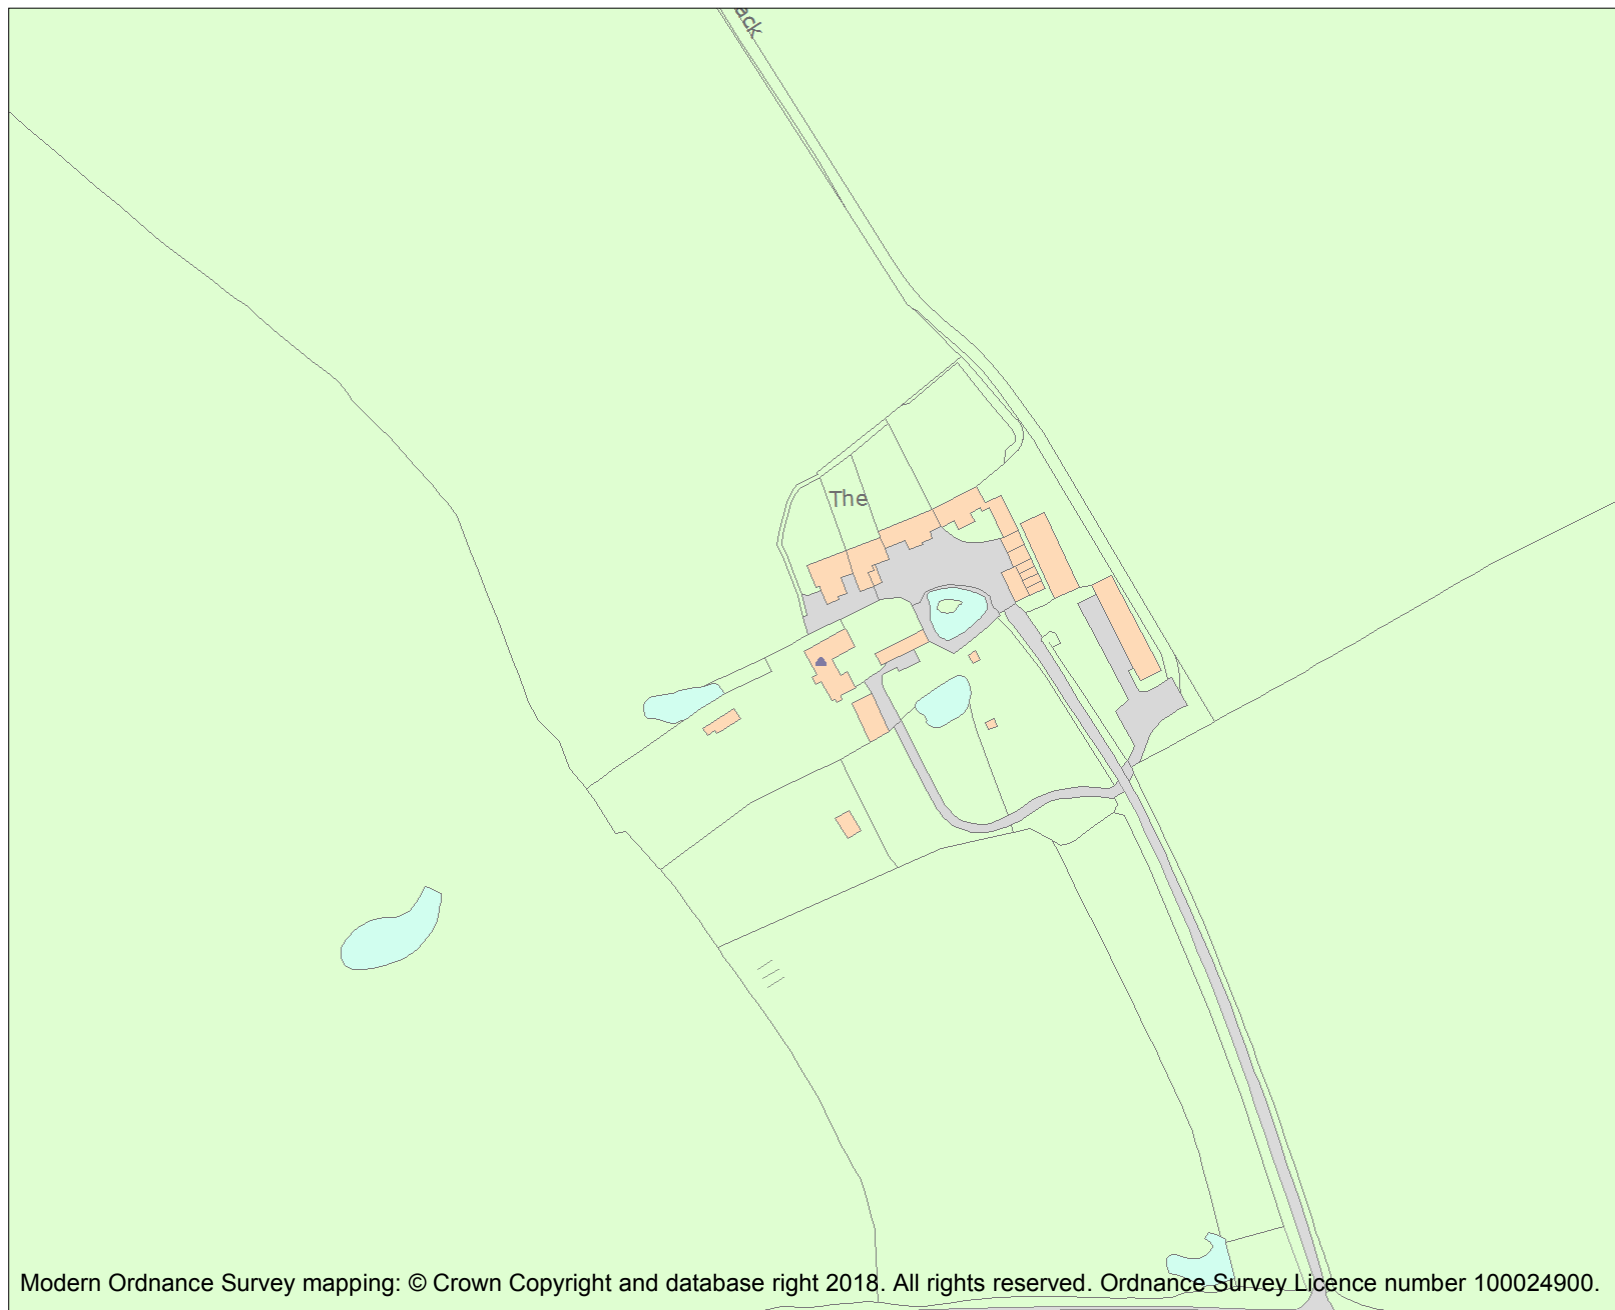 The
Modern Ordnance Survey mapping: © Crown Copyright and database right 2018. All rights reserved. Ordnance Survey Licence number 100024900.